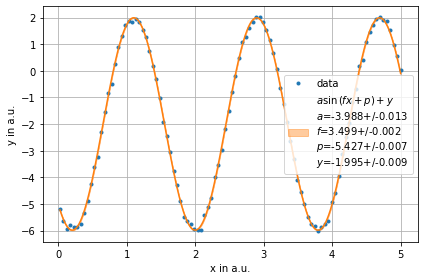 2
1
0
−1
−2
−3
−4
−5
−6
y in a.u.
0
1
2
3
4
5
x in a.u.
data
a sin (fx + p) + y
a=-3.988+/-0.013
f=3.499+/-0.002
p=-5.427+/-0.007
y=-1.995+/-0.009